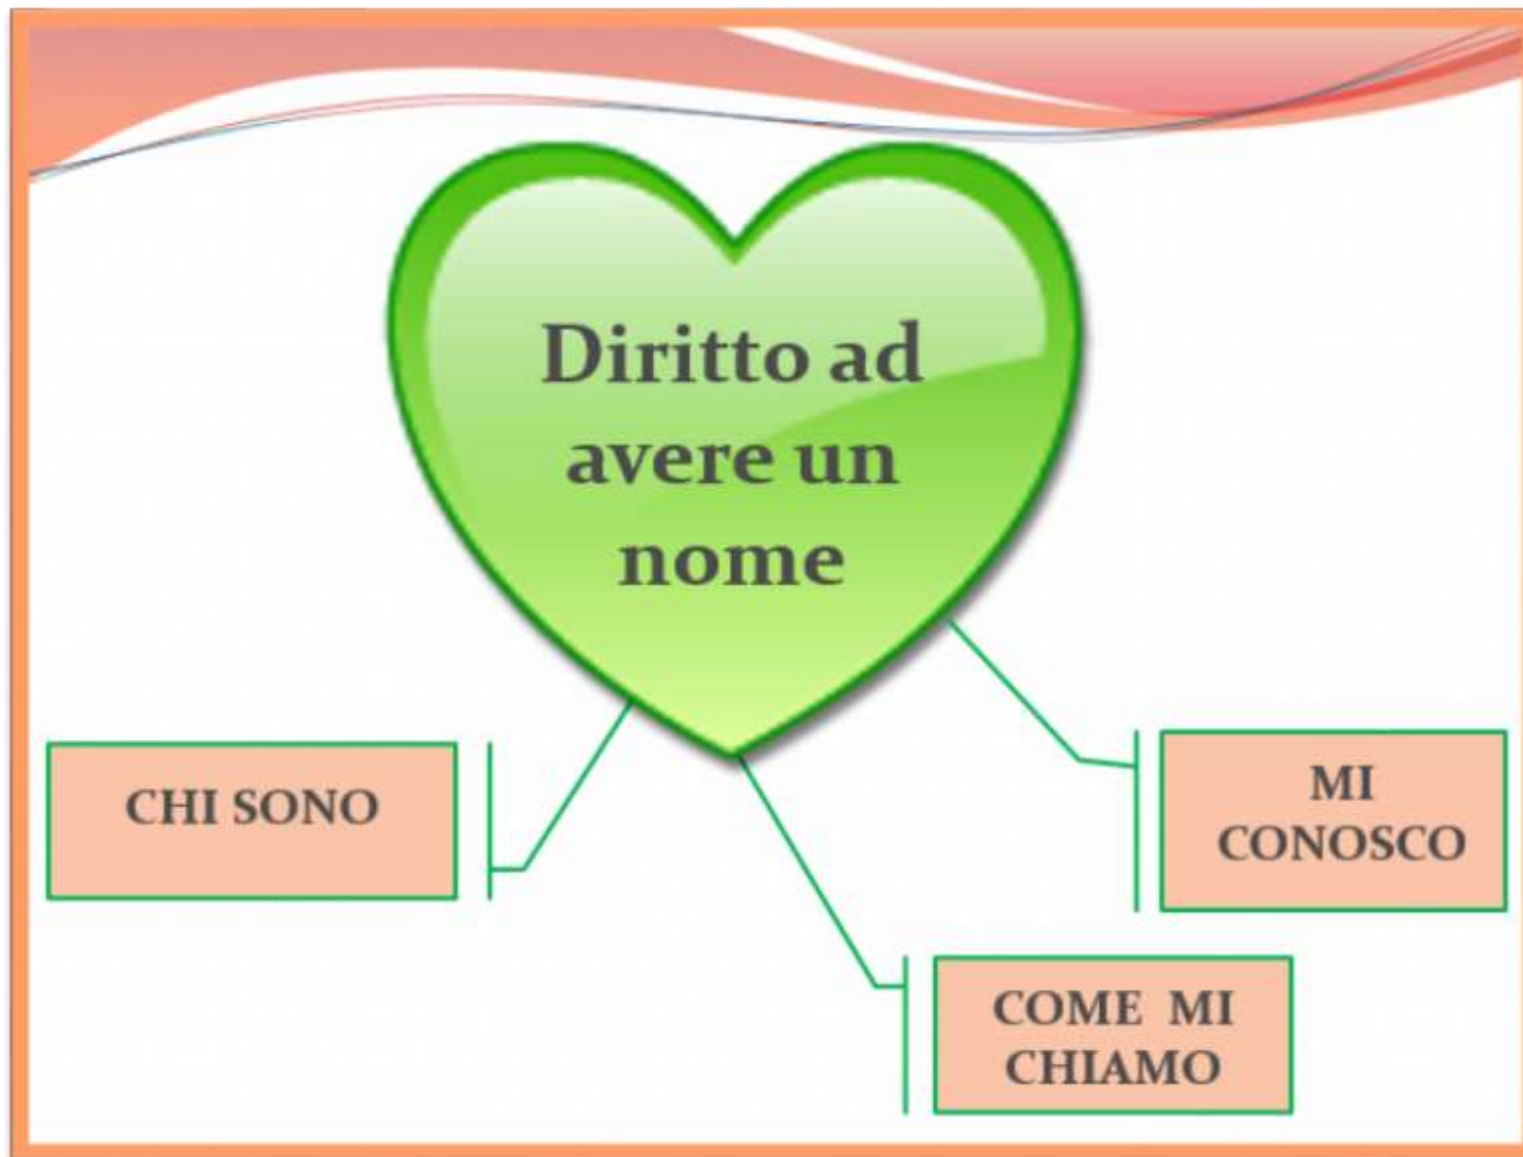 Diritto ad
avere un
nome
CHI SONO
MI
CONOSCO
COME MI
CHIAMO